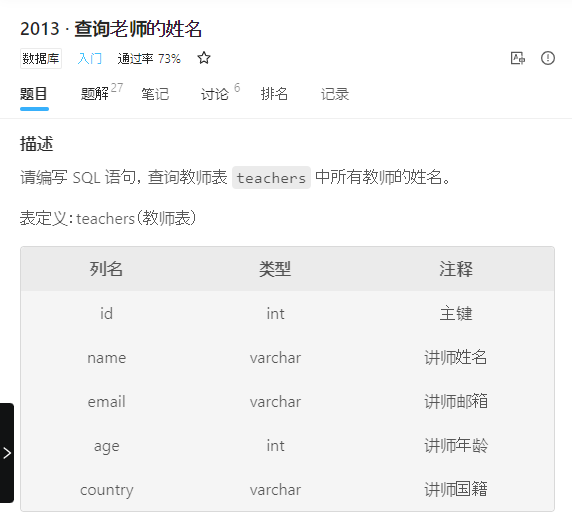 2013 · 查询老师的姓名
数据库 入门 通过率 73%
题目 题解 27 笔记 讨论 6 排名 记录
描述
请编写 SQL 语句，查询教师表 teachers 中所有教师的姓名。
表定义：teachers（教师表）
列名 类型 注释
id int 主键
name varchar 讲师姓名
email varchar 讲师邮箱
age int 讲师年龄
country varchar 讲师国籍